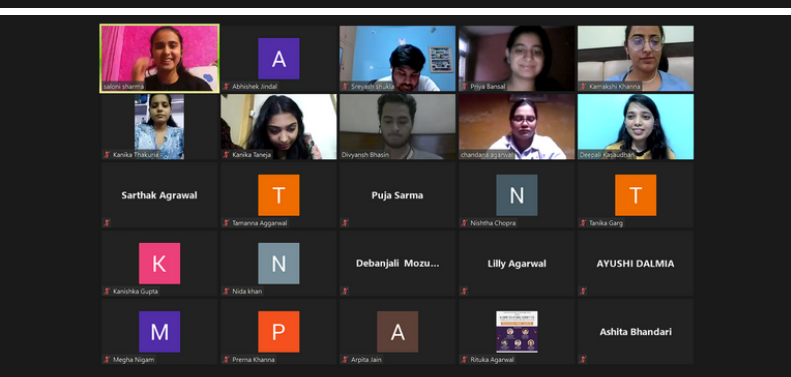 saloni sharma
A
Abhishek Jindal
Sreyash shukla
Priya Bansal
Kamakshi Khanna
Kanika Thakuria
Kanika Taneja
Divyansh Bhasin
chandana agarwal
Deepali Kasaudhan
Sarthak Agrawal
T
Tamanna Aggarwal
Puja Sarma
N
Nishtha Chopra
T
Tanika Garg
K
Kanishka Gupta
N
Nida khan
Debanjali Mozu...
Lilly Agarwal
AYUSHI DALMIA
M
Megha Nigam
P
Prerna Khanna
A
Arpita Jain
Rituka Agarwal
Ashita Bhandari